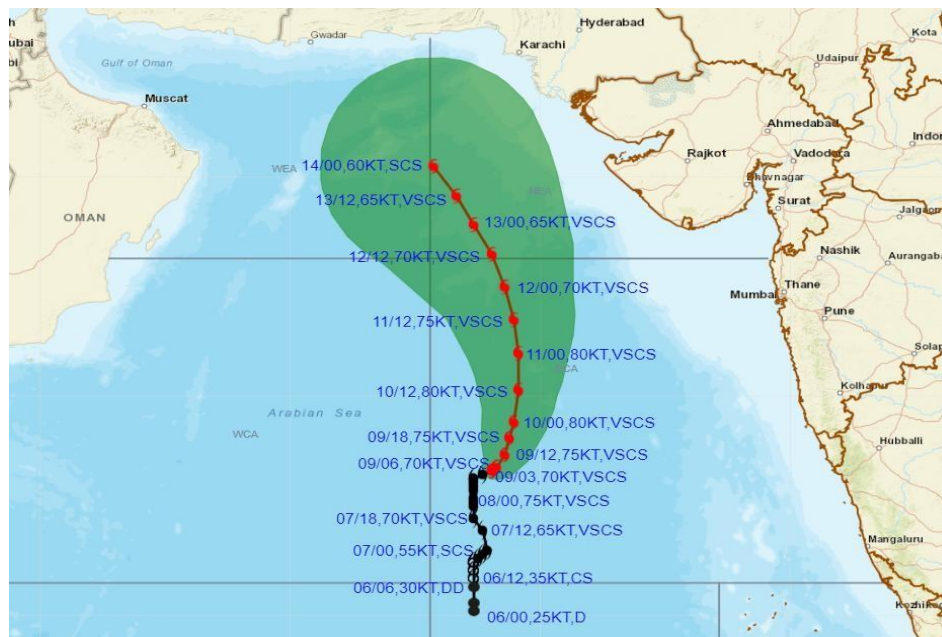 Gwadar
Karachi
Hyderabad
Kota
ubai
bi
Gulf of Oman
Muscat
Udaipur
Ahmedabad
Indor
Rajkot
Vadodara
Bhavnagar
Surat
OMAN
WEA
NEA
14/00,60KT,SCS
13/12,65KT,VSCS
13/00,65KT,VSCS
12/12,70KT,VSCS
12/00,70KT,VSCS
11/12,75KT,VSCS
11/00,80KT,VSCS
10/12,80KT,VSCS
10/00,80KT,VSCS
09/18,75KT,VSCS
09/12,75KT,VSCS
09/06,70KT,VSCS
09/03,70KT,VSCS
08/00,75KT,VSCS
07/18,70KT,VSCS
07/12,65KT,VSCS
07/00,55KT,SCS
06/12,35KT,CS
06/06,30KT,DD
06/00,25KT,D
Jalgaon
Nashik
Aurangaba
Mumbai
Thane
Pune
Solap
Kolhapur
Arabian Sea
WCA
Hubballi
Mangaluru
Kozhiko